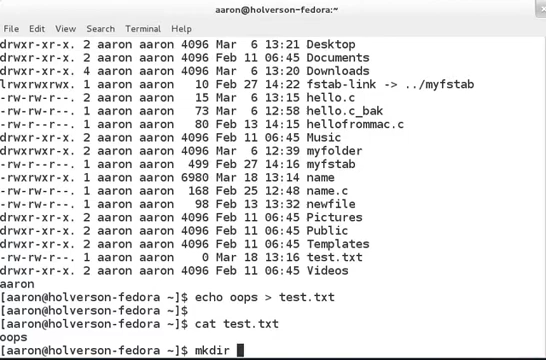 aaron@holverson-fedora:~
File Edit View Search Terminal Help
drwxr-xr-x. 2 aaron aaron 4096 Mar  6 13:21 Desktop
drwxr-xr-x. 2 aaron aaron 4096 Feb 11 06:45 Documents
drwxr-xr-x. 4 aaron aaron 4096 Mar  6 13:20 Downloads
lrwxrwxrwx. 1 aaron aaron   10 Feb 27 14:22 fstab-link -> ../myfstab
-rw-rw-r--. 2 aaron aaron   15 Mar  6 13:15 hello.c
-rw-rw-r--. 1 aaron aaron   73 Mar  6 12:58 hello.c_bak
-rw-rw-r--. 1 aaron aaron   80 Feb 13 14:15 hellofrommac.c
drwxr-xr-x. 2 aaron aaron 4096 Feb 11 06:45 Music
drwxrwxr-x. 2 aaron aaron 4096 Mar  6 12:39 myfolder
-rw-rw-r--. 1 aaron aaron  499 Feb 27 14:16 myfstab
-rwxrwxr-x. 1 aaron aaron 6980 Mar 18 13:14 name
-rw-rw-r--. 1 aaron aaron  168 Feb 25 12:48 name.c
-rw-rw-r--. 1 aaron aaron   98 Feb 13 13:32 newfile
drwxr-xr-x. 2 aaron aaron 4096 Feb 11 06:45 Pictures
drwxr-xr-x. 2 aaron aaron 4096 Feb 11 06:45 Public
drwxr-xr-x. 2 aaron aaron 4096 Feb 11 06:45 Templates
-rw-rw-r--. 1 aaron aaron    0 Mar 18 13:16 test.txt
drwxr-xr-x. 2 aaron aaron 4096 Feb 11 06:45 Videos
aaron
[aaron@holverson-fedora ~]$ echo oops > test.txt
[aaron@holverson-fedora ~]$
[aaron@holverson-fedora ~]$ cat test.txt
oops
[aaron@holverson-fedora ~]$ mkdir